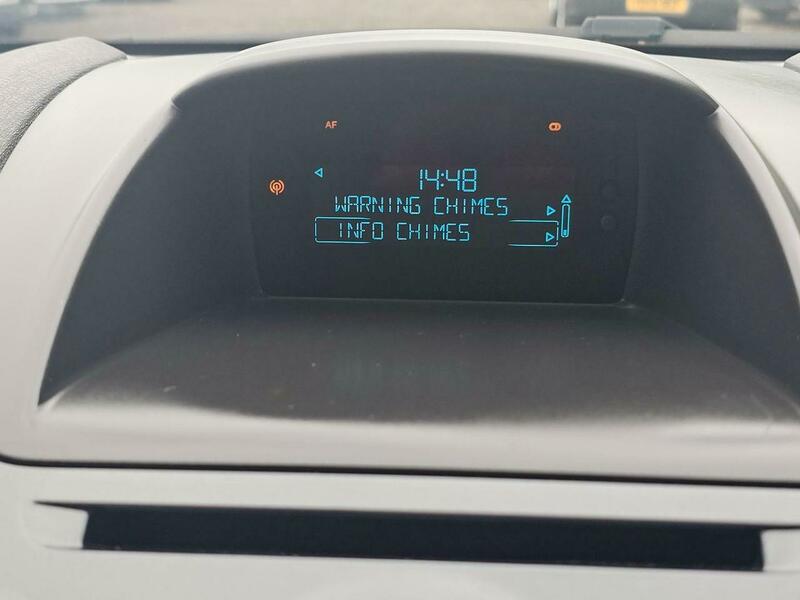 AF
14:48
WARNING CHIMES
INFO CHIMES